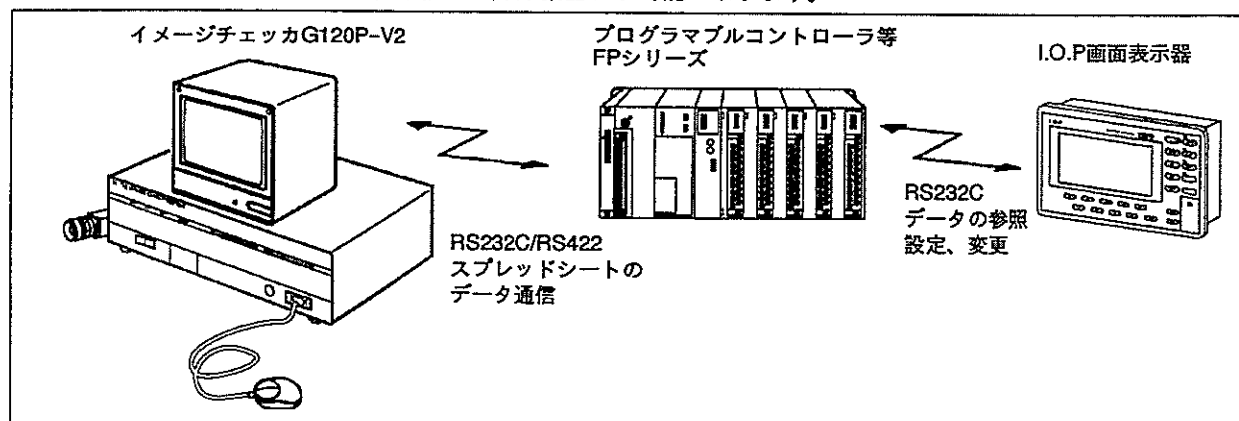 イメージチェッカG120P-V2
プログラマブルコントローラ等
FPシリーズ
I.O.P画面表示器
RS232C/RS422
スプレッドシートの
データ通信
RS232C
データの参照
設定、変更